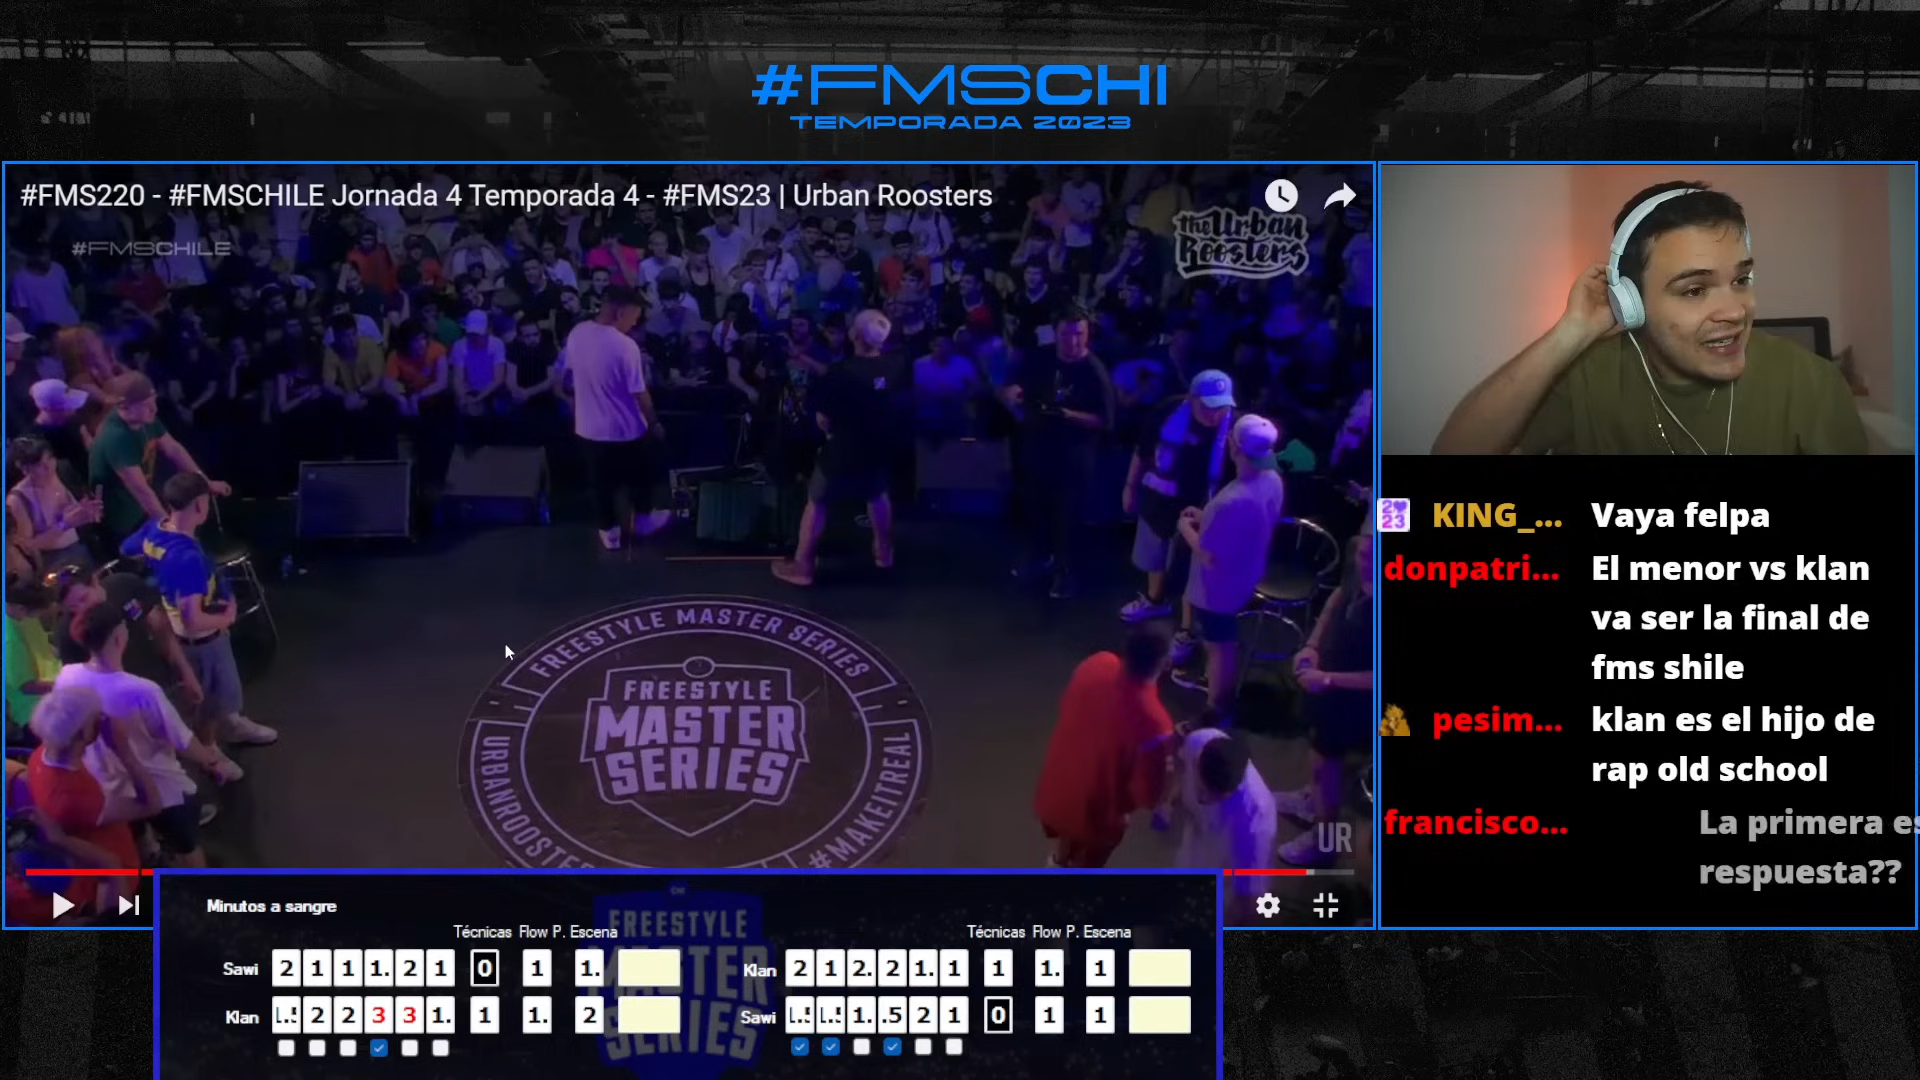 #FMSCHI
TEMPORADA 2023
#FMS220 - #FMSCHILE Jornada 4 Temporada 4 - #FMS23 | Urban Roosters
#FMSCHILE
the Urban
Roosters
FREESTYLE MASTER SERIES
FREESTYLE
MASTER
SERIES
URBANROOSTE
#MAKEITREAL
UR
KING_... Vaya felpa
donpatri... El menor vs klan
va ser la final de
fms shile
pesim... klan es el hijo de
rap old school
francisco... La primera es
respuesta??
Minutos a sangre
Técnicas Flow P. Escena
Sawi 2 1 1 1. 2 1 0 1 1.
Klan 2 2 3 3 1. 1 1. 2
Técnicas Flow P. Escena
Klan 2 1 2. 2 1. 1 1 1. 1
Sawi 1. .5 2 1 0 1 1
FREESTYLE
MASTER
SERIES